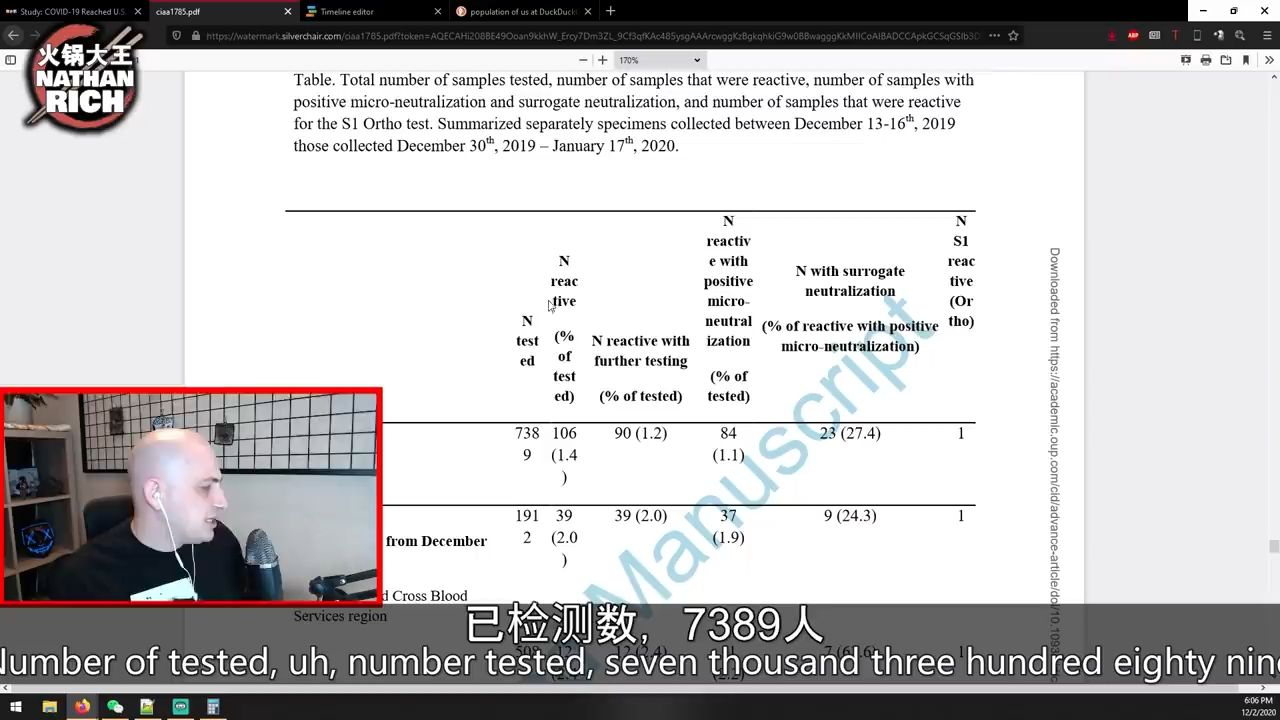 Study: COVID-19 Reached U.S.
ciaa1785.pdf
Timeline editor
population of us at DuckDuckG
https://watermark.silverchair.com/ciaa1785.pdf?token=
170%
火锅大王
NATHAN
RICH
Table. Total number of samples tested, number of samples that were reactive, number of samples with
positive micro-neutralization and surrogate neutralization, and number of samples that were reactive
for the S1 Ortho test. Summarized separately specimens collected between December 13-16th, 2019
those collected December 30th, 2019 – January 17th, 2020.
N
test
ed
N
reac
tive
(%
of
test
ed)
N reactive with
further testing
(% of tested)
N
reactiv
e with
positive
micro-
neutral
ization
(% of
tested)
N with surrogate
neutralization
(% of reactive with positive
micro-neutralization)
N
S1
reac
tive
(Or
tho)
738
9
106
(1.4
)
90 (1.2)
84
(1.1)
23 (27.4)
1
from December
191
2
39
(2.0
)
39 (2.0)
37
(1.9)
9 (24.3)
1
d Cross Blood
Services region
Manuscript
Downloaded from https://academic.oup.com/cid/advance-article/doi/10.109
已检测数，7389人
Number of tested, uh, number tested, seven thousand three hundred eighty nine
6:06 PM
12/2/2020